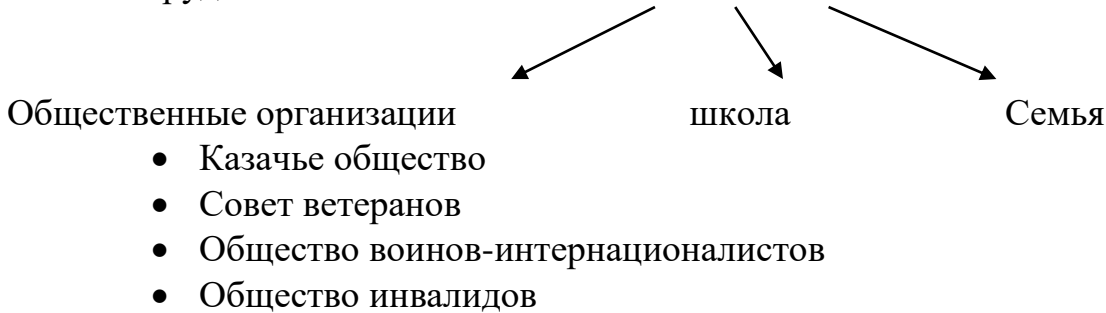 Общественные организации школа Семья
• Казачье общество
• Совет ветеранов
• Общество воинов-интернационалистов
• Общество инвалидов